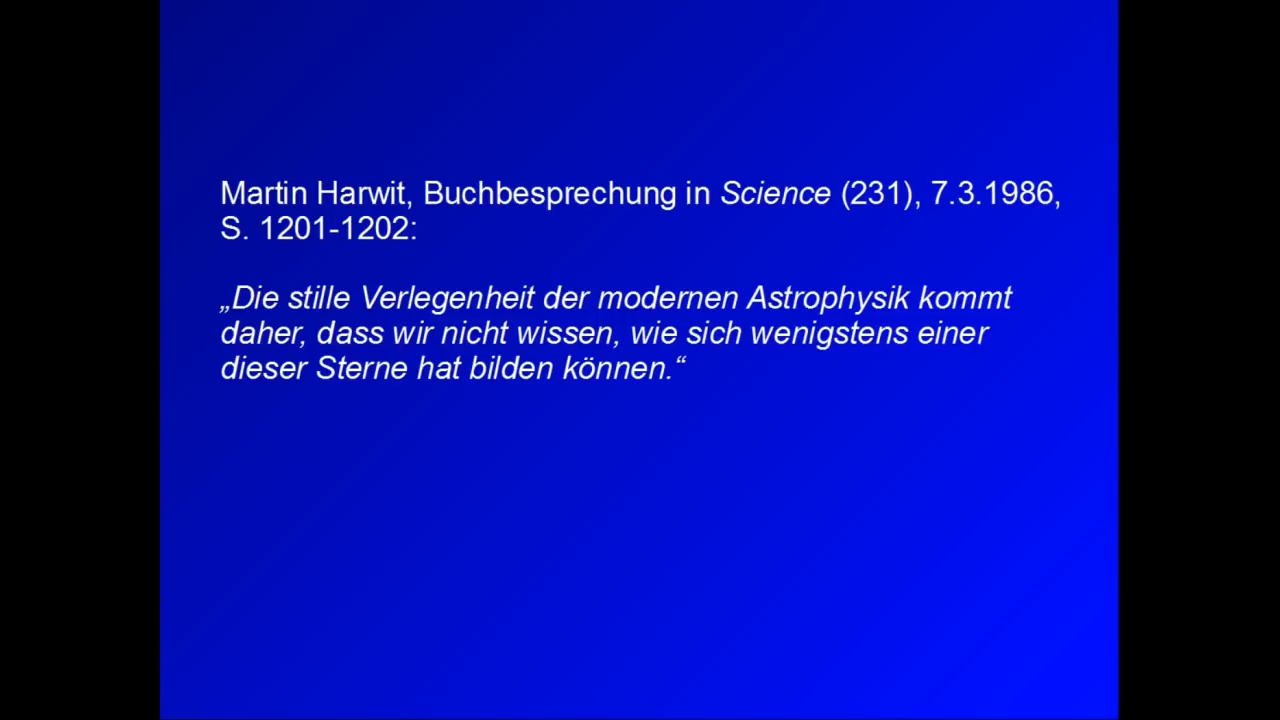 Martin Harwit, Buchbesprechung in Science (231), 7.3.1986,
S. 1201-1202:
„Die stille Verlegenheit der modernen Astrophysik kommt
daher, dass wir nicht wissen, wie sich wenigstens einer
dieser Sterne hat bilden können.“